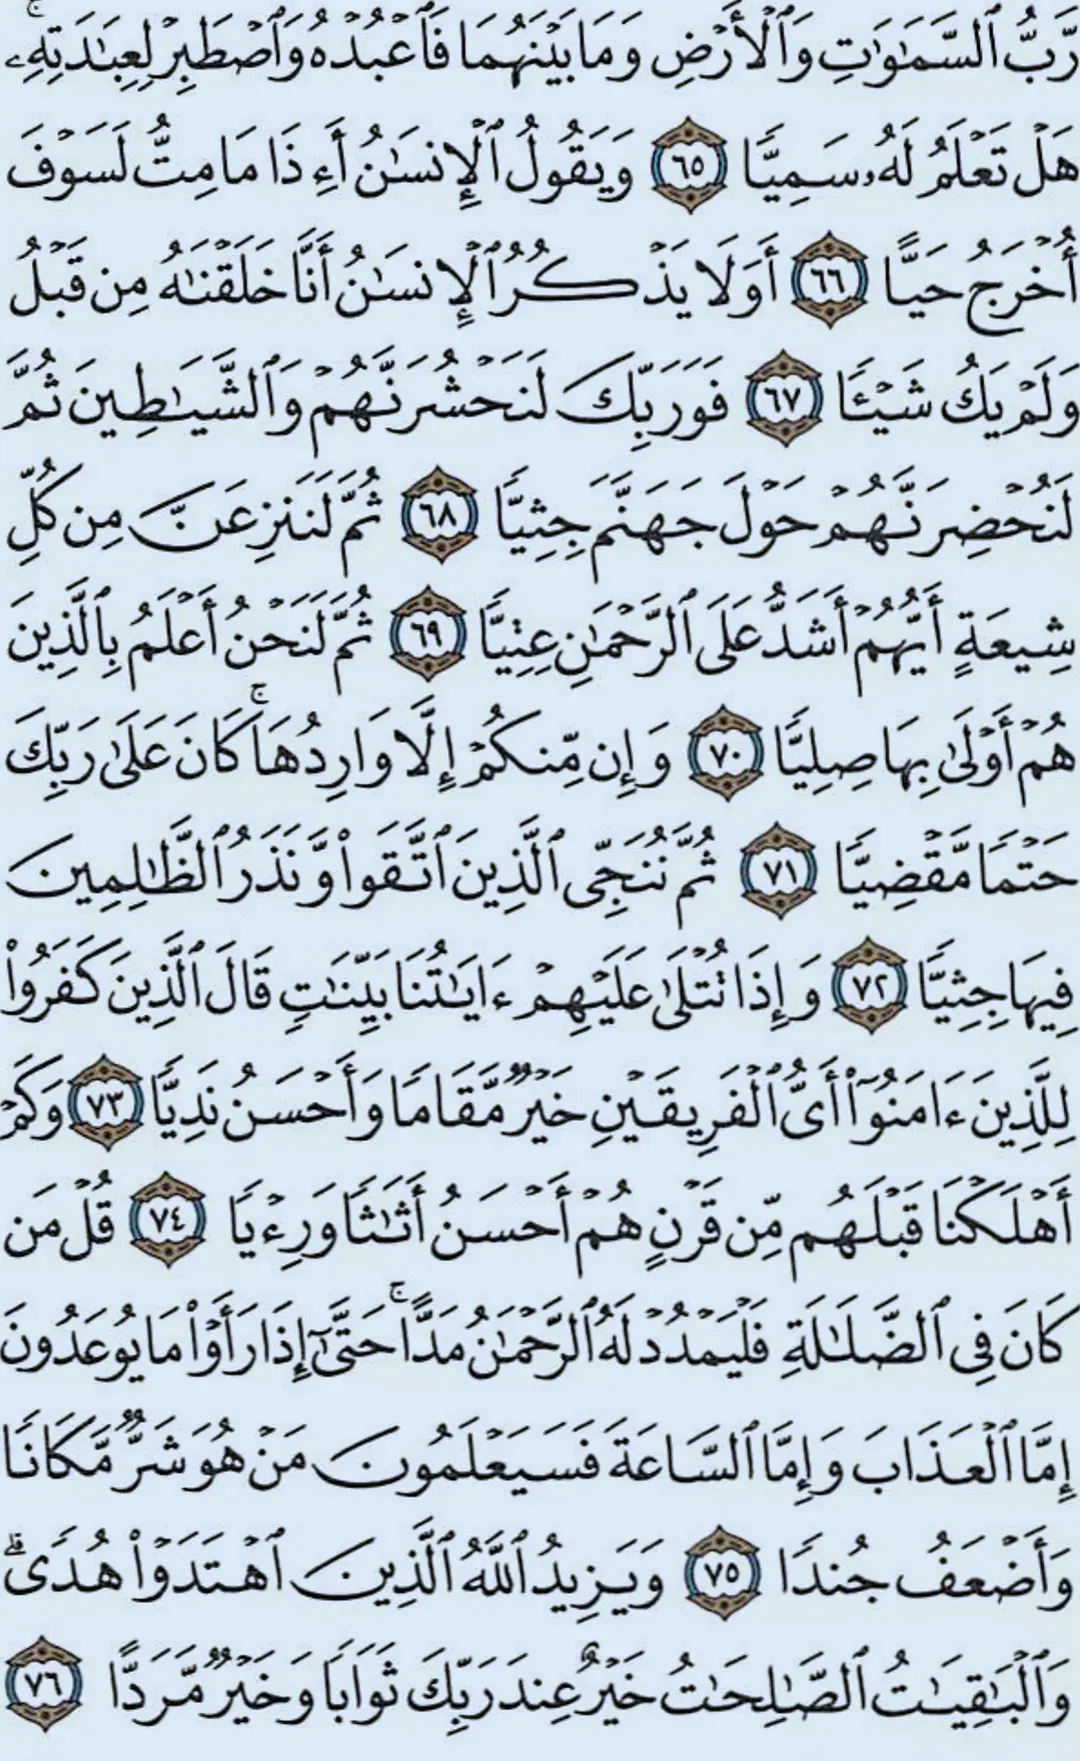 رَّبُّ ٱلسَّمَٰوَٰتِ وَٱلۡأَرۡضِ وَمَا بَيۡنَهُمَا فَٱعۡبُدۡهُ وَٱصۡطَبِرۡ لِعِبَٰدَتِهِۦۚ
هَلۡ تَعۡلَمُ لَهُۥ سَمِيّٗا ٦٥ وَيَقُولُ ٱلۡإِنسَٰنُ أَءِذَا مَا مِتُّ لَسَوۡفَ
أُخۡرَجُ حَيًّا ٦٦ أَوَلَا يَذۡكُرُ ٱلۡإِنسَٰنُ أَنَّا خَلَقۡنَٰهُ مِن قَبۡلُ
وَلَمۡ يَكُ شَيۡـٔٗا ٦٧ فَوَرَبِّكَ لَنَحۡشُرَنَّهُمۡ وَٱلشَّيَٰطِينَ ثُمَّ
لَنُحۡضِرَنَّهُمۡ حَوۡلَ جَهَنَّمَ جِثِيّٗا ٦٨ ثُمَّ لَنَنزِعَنَّ مِن كُلِّ
شِيعَةٍ أَيُّهُمۡ أَشَدُّ عَلَى ٱلرَّحۡمَٰنِ عِتِيّٗا ٦٩ ثُمَّ لَنَحۡنُ أَعۡلَمُ بِٱلَّذِينَ
هُمۡ أَوۡلَىٰ بِهَا صِلِيّٗا ٧٠ وَإِن مِّنكُمۡ إِلَّا وَارِدُهَاۚ كَانَ عَلَىٰ رَبِّكَ
حَتۡمٗا مَّقۡضِيّٗا ٧١ ثُمَّ نُنَجِّي ٱلَّذِينَ ٱتَّقَواْ وَّنَذَرُ ٱلظَّٰلِمِينَ
فِيهَا جِثِيّٗا ٧٢ وَإِذَا تُتۡلَىٰ عَلَيۡهِمۡ ءَايَٰتُنَا بَيِّنَٰتٖ قَالَ ٱلَّذِينَ كَفَرُواْ
لِلَّذِينَ ءَامَنُوٓاْ أَيُّ ٱلۡفَرِيقَيۡنِ خَيۡرٞ مَّقَامٗا وَأَحۡسَنُ نَدِيّٗا ٧٣ وَكَمۡ
أَهۡلَكۡنَا قَبۡلَهُم مِّن قَرۡنٍ هُمۡ أَحۡسَنُ أَثَٰثٗا وَرِءۡيٗا ٧٤ قُلۡ مَن
كَانَ فِي ٱلضَّلَٰلَةِ فَلۡيَمۡدُدۡ لَهُ ٱلرَّحۡمَٰنُ مَدًّاۚ حَتَّىٰٓ إِذَا رَأَوۡاْ مَا يُوعَدُونَ
إِمَّا ٱلۡعَذَابَ وَإِمَّا ٱلسَّاعَةَ فَسَيَعۡلَمُونَ مَنۡ هُوَ شَرّٞ مَّكَانٗا
وَأَضۡعَفُ جُندٗا ٧٥ وَيَزِيدُ ٱللَّهُ ٱلَّذِينَ ٱهۡتَدَوۡاْ هُدٗىۗ
وَٱلۡبَٰقِيَٰتُ ٱلصَّٰلِحَٰتُ خَيۡرٌ عِندَ رَبِّكَ ثَوَابٗا وَخَيۡرٞ مَّرَدًّا ٧٦